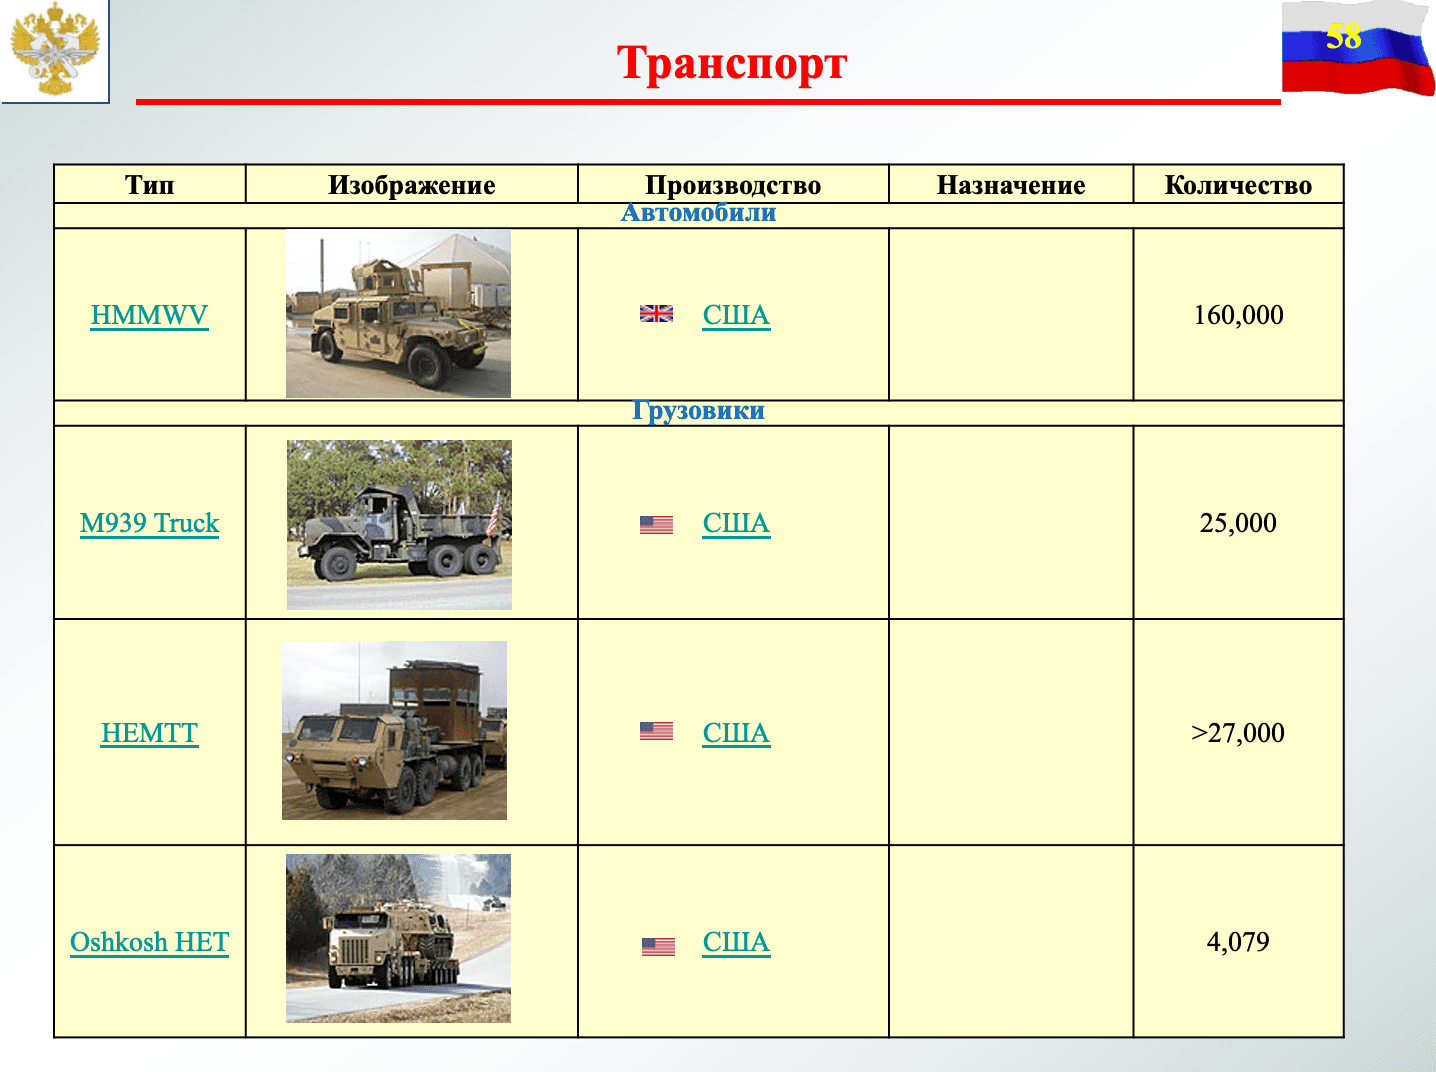 58
Транспорт
Тип Изображение Производство Назначение Количество
Автомобили
HMMWV США 160,000
Грузовики
M939 Truck США 25,000
HEMTT США >27,000
Oshkosh HET США 4,079